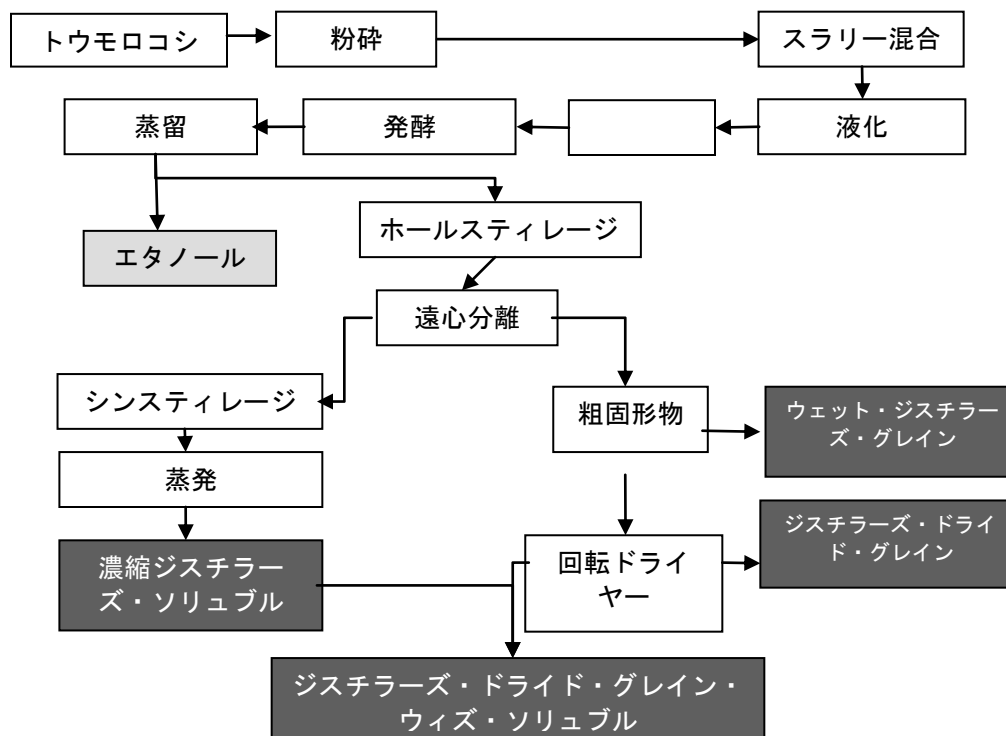 トウモロコシ
粉砕
スラリー混合
蒸留
発酵
液化
ホールスティレージ
エタノール
遠心分離
シンスティレージ
粗固形物
ウェット・ジスチラー
ズ・グレイン
蒸発
ジスチラーズ・ドライ
ド・グレイン
濃縮ジスチラー
ズ・ソリュブル
回転ドライ
ヤー
ジスチラーズ・ドライド・グレイン・
ウィズ・ソリュブル